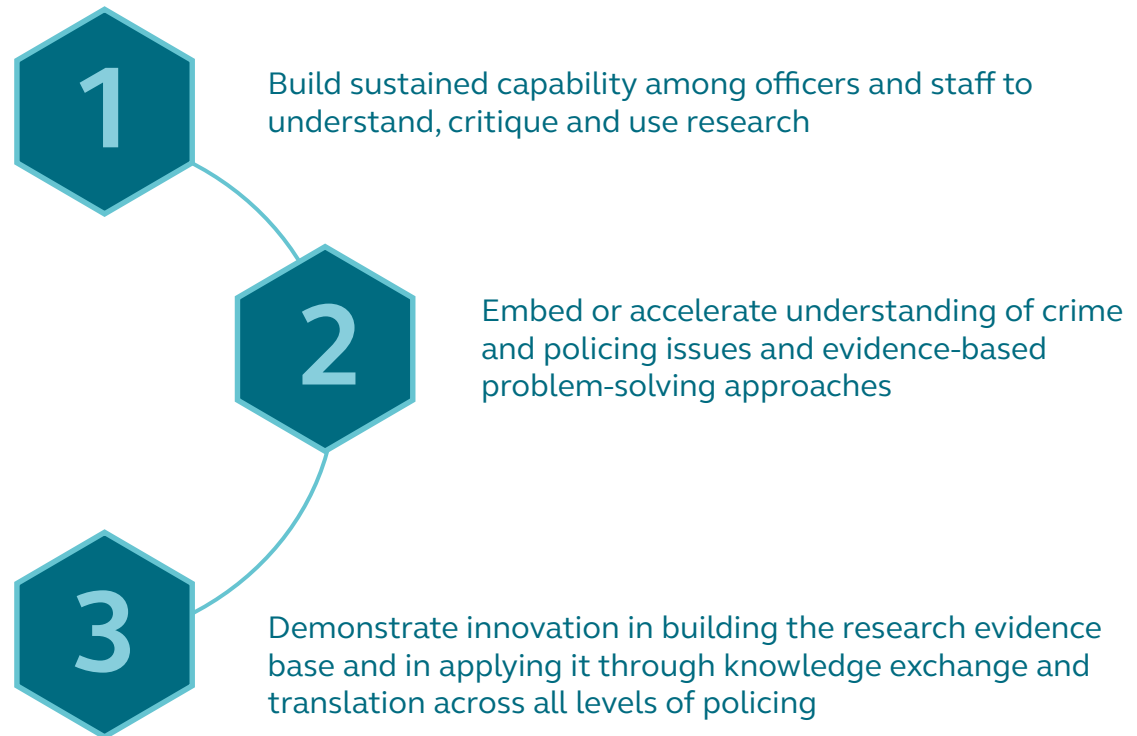 1
Build sustained capability among officers and staff to
understand, critique and use research
2
Embed or accelerate understanding of crime
and policing issues and evidence-based
problem-solving approaches
3
Demonstrate innovation in building the research evidence
base and in applying it through knowledge exchange and
translation across all levels of policing